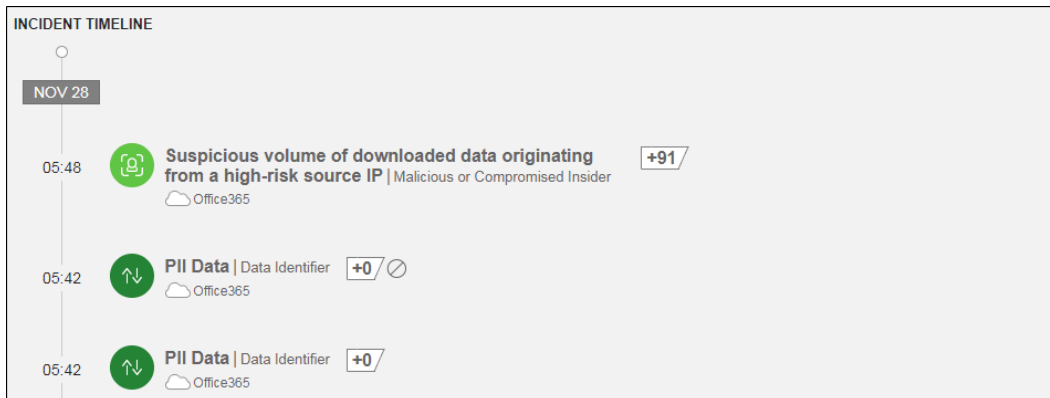 INCIDENT TIMELINE
NOV 28
05:48
Suspicious volume of downloaded data originating
from a high-risk source IP | Malicious or Compromised Insider
+91
Office365
05:42
PII Data | Data Identifier
+0
Office365
05:42
PII Data | Data Identifier
+0
Office365